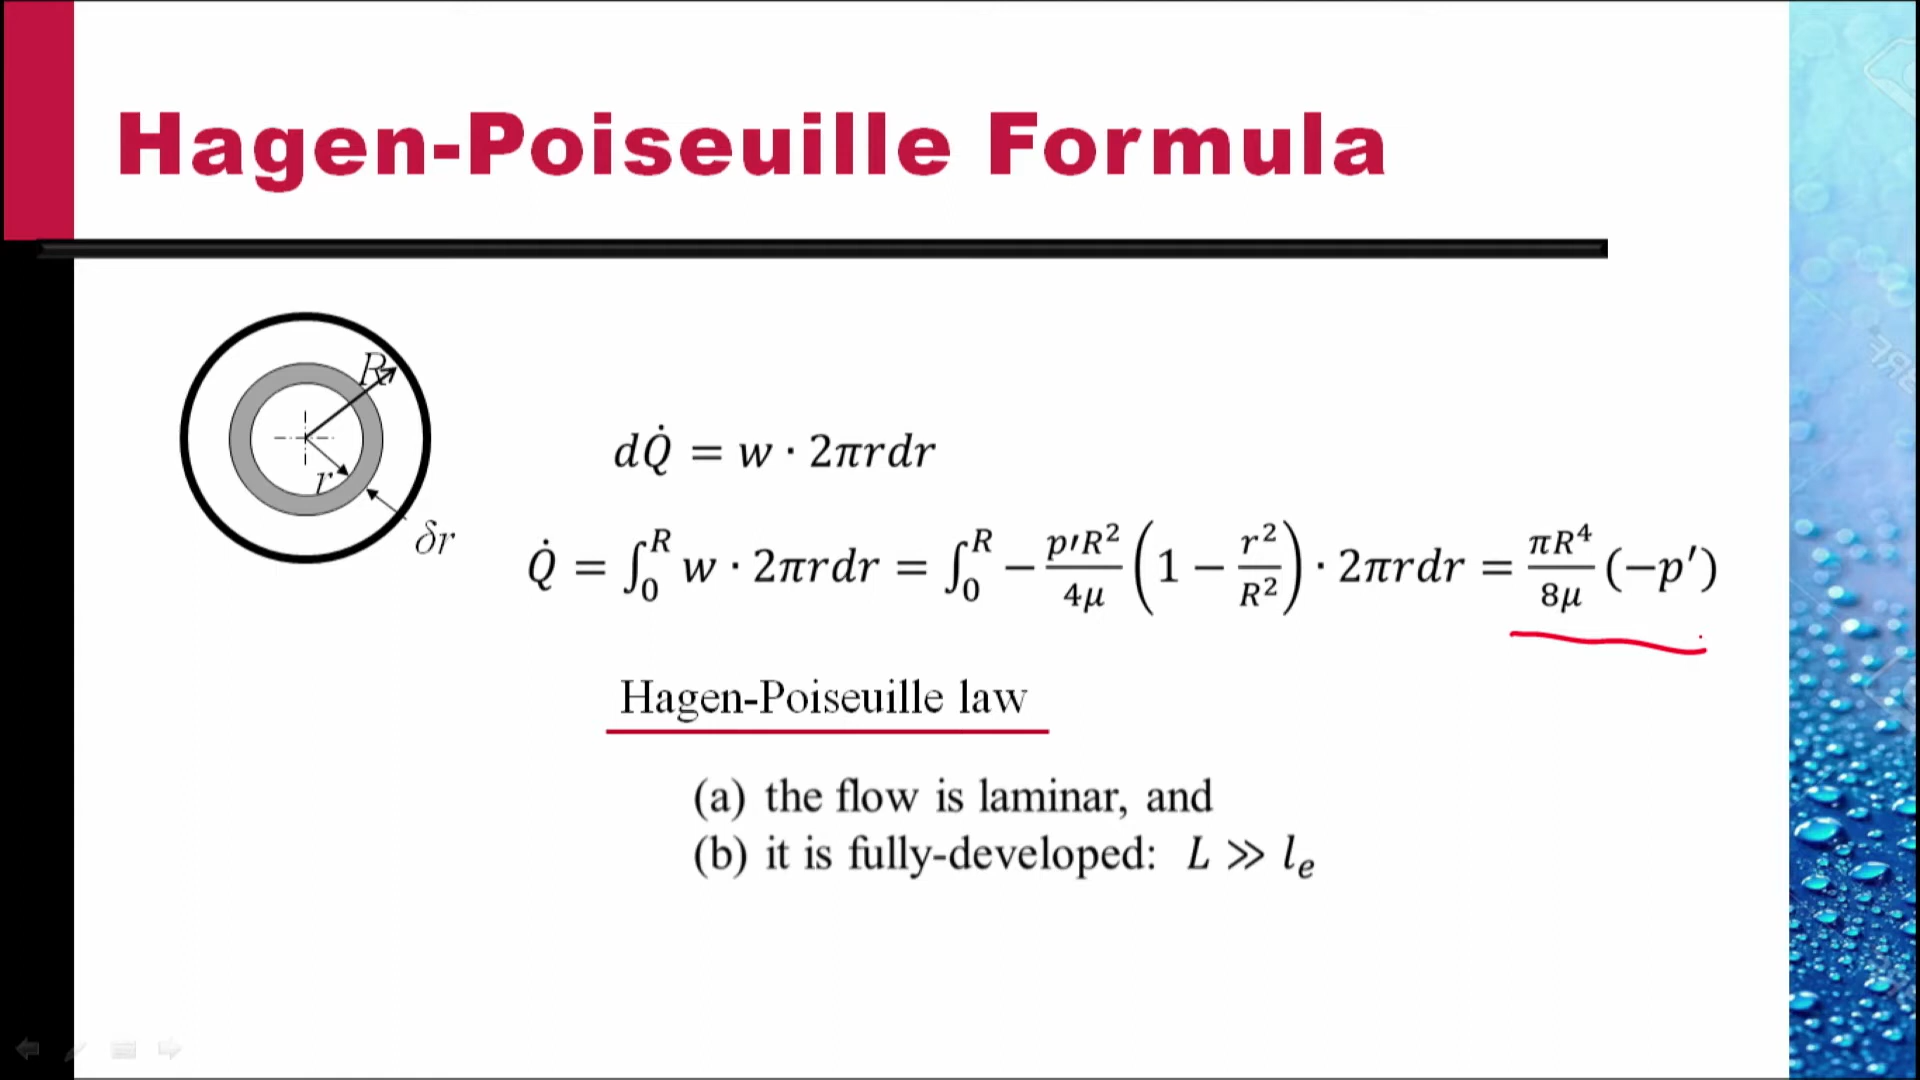 Hagen-Poiseuille Formula
R
r
δr
dQ̇ = w · 2πrdr
Q̇ = ∫₀ᴿ w · 2πrdr = ∫₀ᴿ − p′R²/4μ (1 − r²/R²) · 2πrdr = πR⁴/8μ (−p′)
Hagen-Poiseuille law
(a) the flow is laminar, and
(b) it is fully-developed: L ≫ lₑ